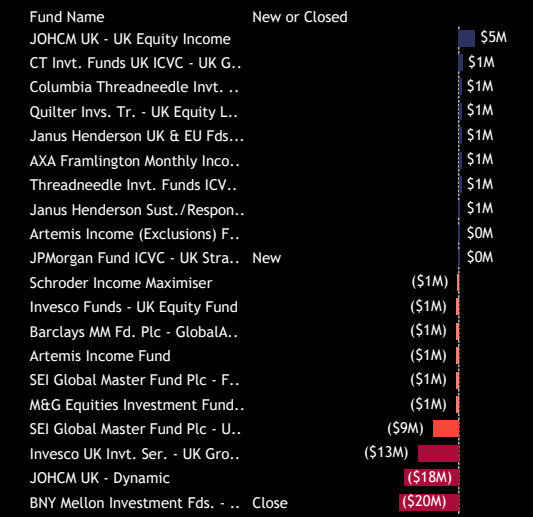 Fund Name New or Closed
JOHCM UK - UK Equity Income $5M
CT Invt. Funds UK ICVC - UK G.. $1M
Columbia Threadneedle Invt. .. $1M
Quilter Invs. Tr. - UK Equity L.. $1M
Janus Henderson UK & EU Fds... $1M
AXA Framlington Monthly Inco.. $1M
Threadneedle Invt. Funds ICV.. $1M
Janus Henderson Sust./Respon.. $1M
Artemis Income (Exclusions) F.. $0M
JPMorgan Fund ICVC - UK Stra.. New $0M
Schroder Income Maximiser ($1M)
Invesco Funds - UK Equity Fund ($1M)
Barclays MM Fd. Plc - GlobalA.. ($1M)
Artemis Income Fund ($1M)
SEI Global Master Fund Plc - F.. ($1M)
M&G Equities Investment Fund.. ($1M)
SEI Global Master Fund Plc - U.. ($9M)
Invesco UK Invt. Ser. - UK Gro.. ($13M)
JOHCM UK - Dynamic ($18M)
BNY Mellon Investment Fds. - .. Close ($20M)